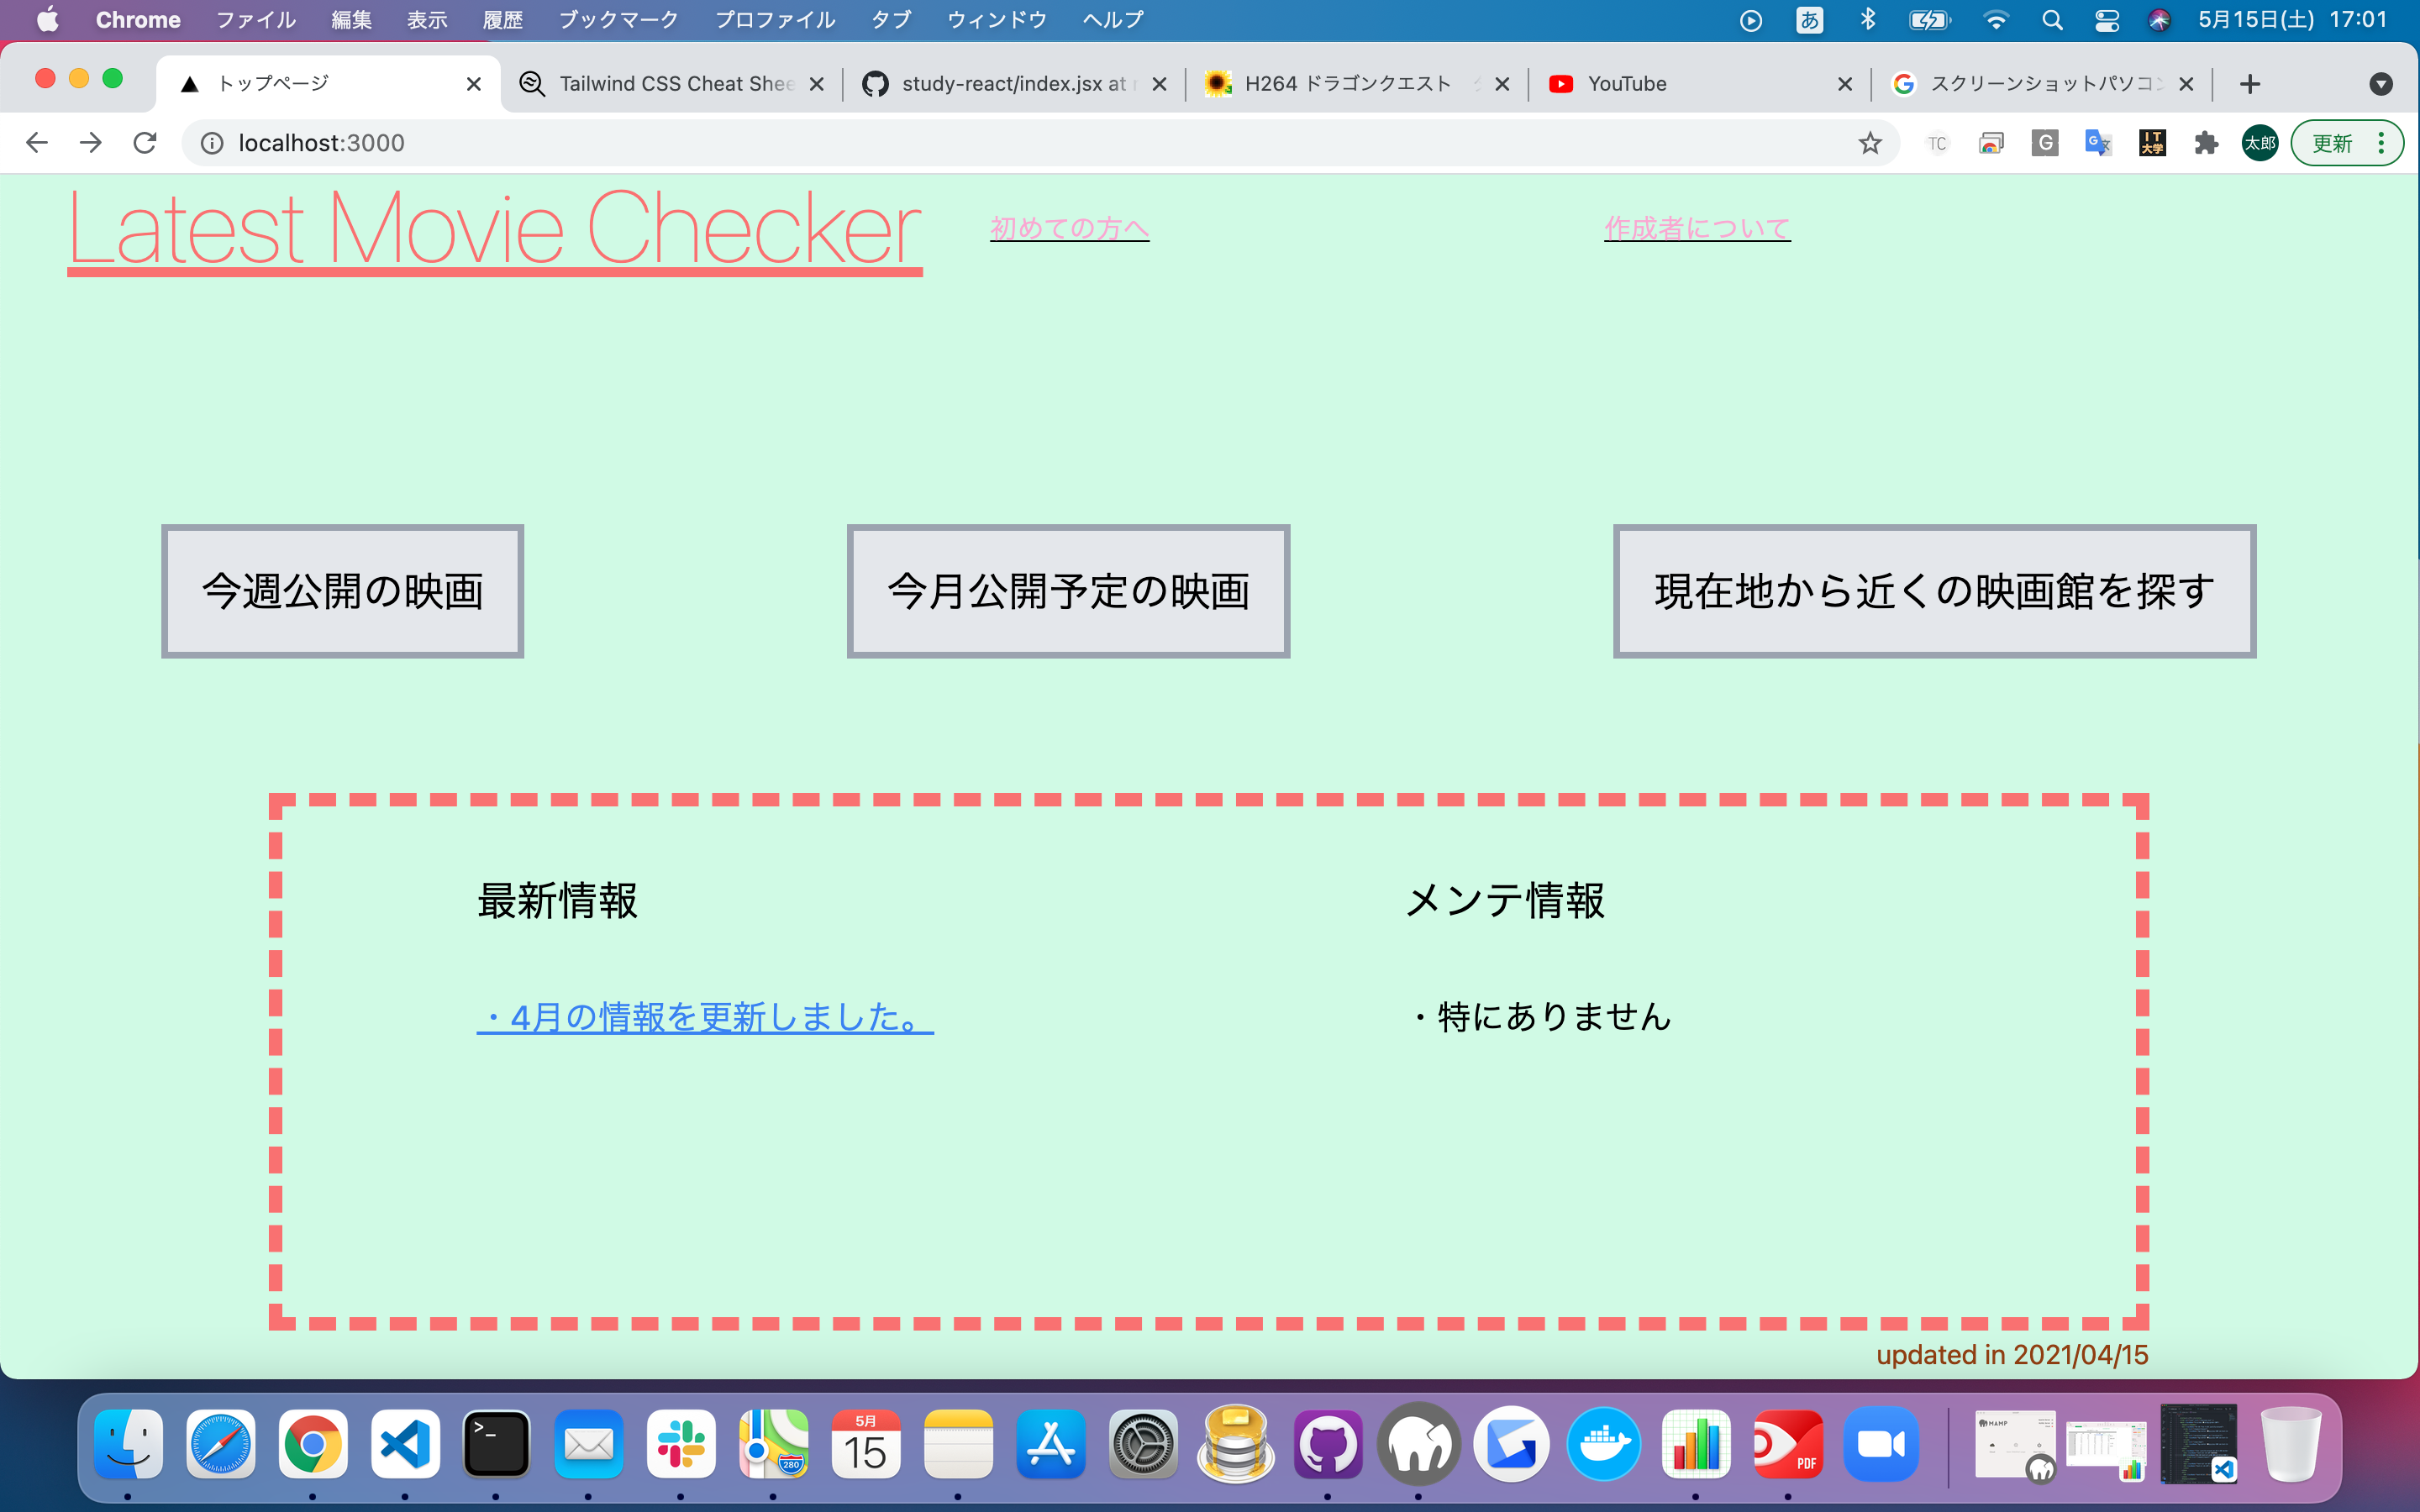 Chrome ファイル 編集 表示 履歴 ブックマーク プロファイル タブ ウィンドウ ヘルプ あ 5月15日(土) 17:01
トップページ Tailwind CSS Cheat Shee study-react/index.jsx at H264 ドラゴンクエスト YouTube スクリーンショットパソコン
localhost:3000 TC G G IT大学 太郎 更新
Latest Movie Checker 初めての方へ 作成者について
今週公開の映画 今月公開予定の映画 現在地から近くの映画館を探す
最新情報 メンテ情報
・4月の情報を更新しました。 ・特にありません
updated in 2021/04/15
5月
15
280
PDF
MAMP